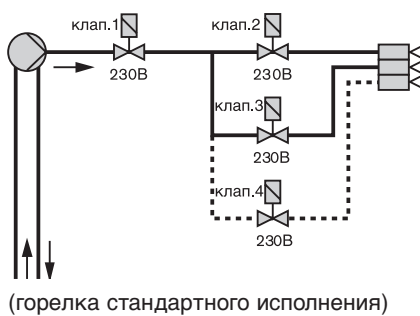 клап.1
клап.2
230В
230В
клап.3
230В
клап.4
230В
(горелка стандартного исполнения)